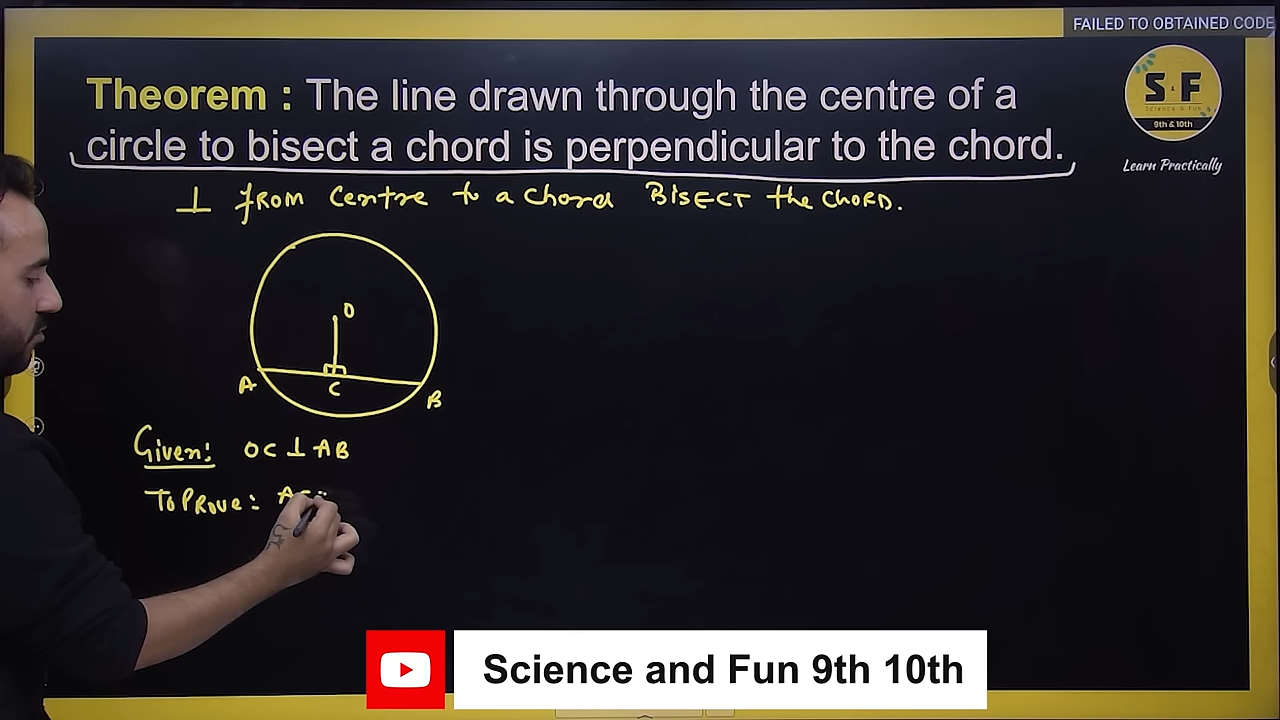 FAILED TO OBTAINED CODE
Theorem : The line drawn through the centre of a
circle to bisect a chord is perpendicular to the chord.
S & F
Science & Fun
9th & 10th
Learn Practically
⊥ from centre to a chord BISECT the CHORD.
O
A
C
B
Given: OC ⊥ AB
To Prove:
Science and Fun 9th 10th